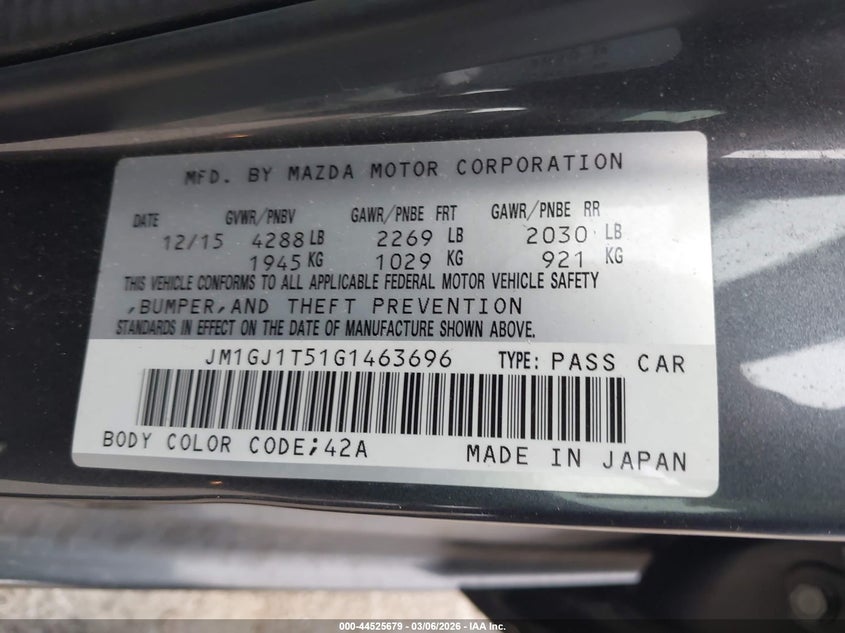 MFD. BY MAZDA MOTOR CORPORATION
DATE GVWR/PNBV GAWR/PNBE FRT GAWR/PNBE RR
12/15 4288 LB 2269 LB 2030 LB
1945 KG 1029 KG 921 KG
THIS VEHICLE CONFORMS TO ALL APPLICABLE FEDERAL MOTOR VEHICLE SAFETY
,BUMPER,AND THEFT PREVENTION
STANDARDS IN EFFECT ON THE DATE OF MANUFACTURE SHOWN ABOVE.
JM1GJ1T51G1463696 TYPE: PASS CAR
BODY COLOR CODE;42A MADE IN JAPAN
000-44525679 - 03/06/2026 - IAA, Inc.